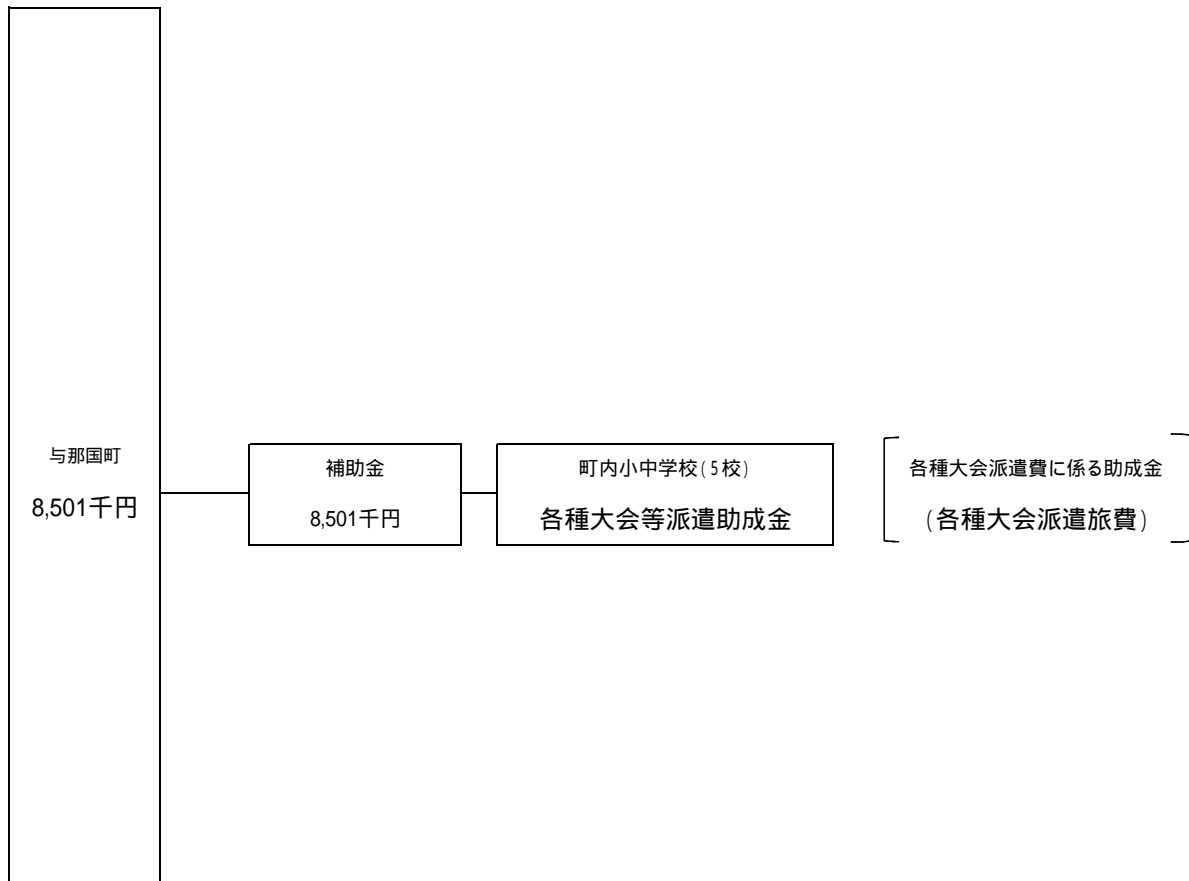 与那国町
8,501千円
補助金
8,501千円
町内小中学校(5校)
各種大会等派遣助成金
各種大会派遣費に係る助成金
(各種大会派遣旅費)